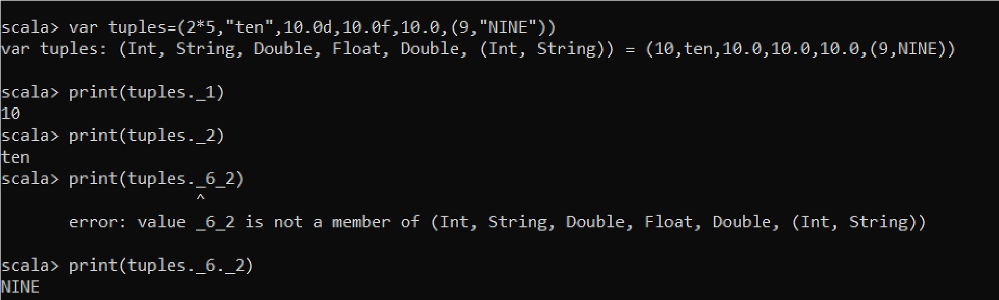 scala> var tuples=(2*5,"ten",10.0d,10.0f,10.0,(9,"NINE"))
var tuples: (Int, String, Double, Float, Double, (Int, String)) = (10,ten,10.0,10.0,10.0,(9,NINE))
scala> print(tuples._1)
10
scala> print(tuples._2)
ten
scala> print(tuples._6_2)
^
error: value _6_2 is not a member of (Int, String, Double, Float, Double, (Int, String))
scala> print(tuples._6._2)
NINE